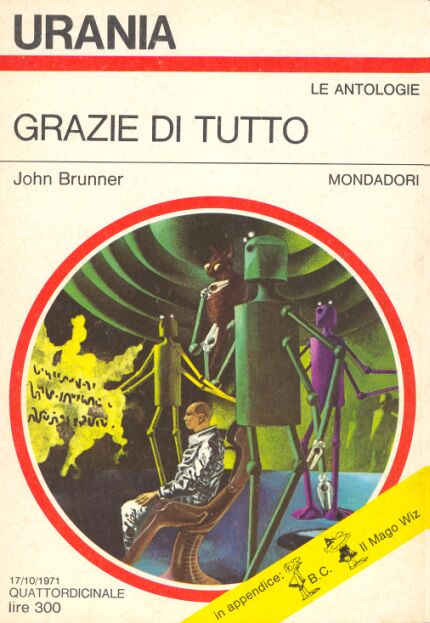 URANIA
LE ANTOLOGIE
GRAZIE DI TUTTO
John Brunner
MONDADORI
17/10/1971
QUATTORDICINALE
lire 300
in appendice:
B.C.
Il Mago Wiz